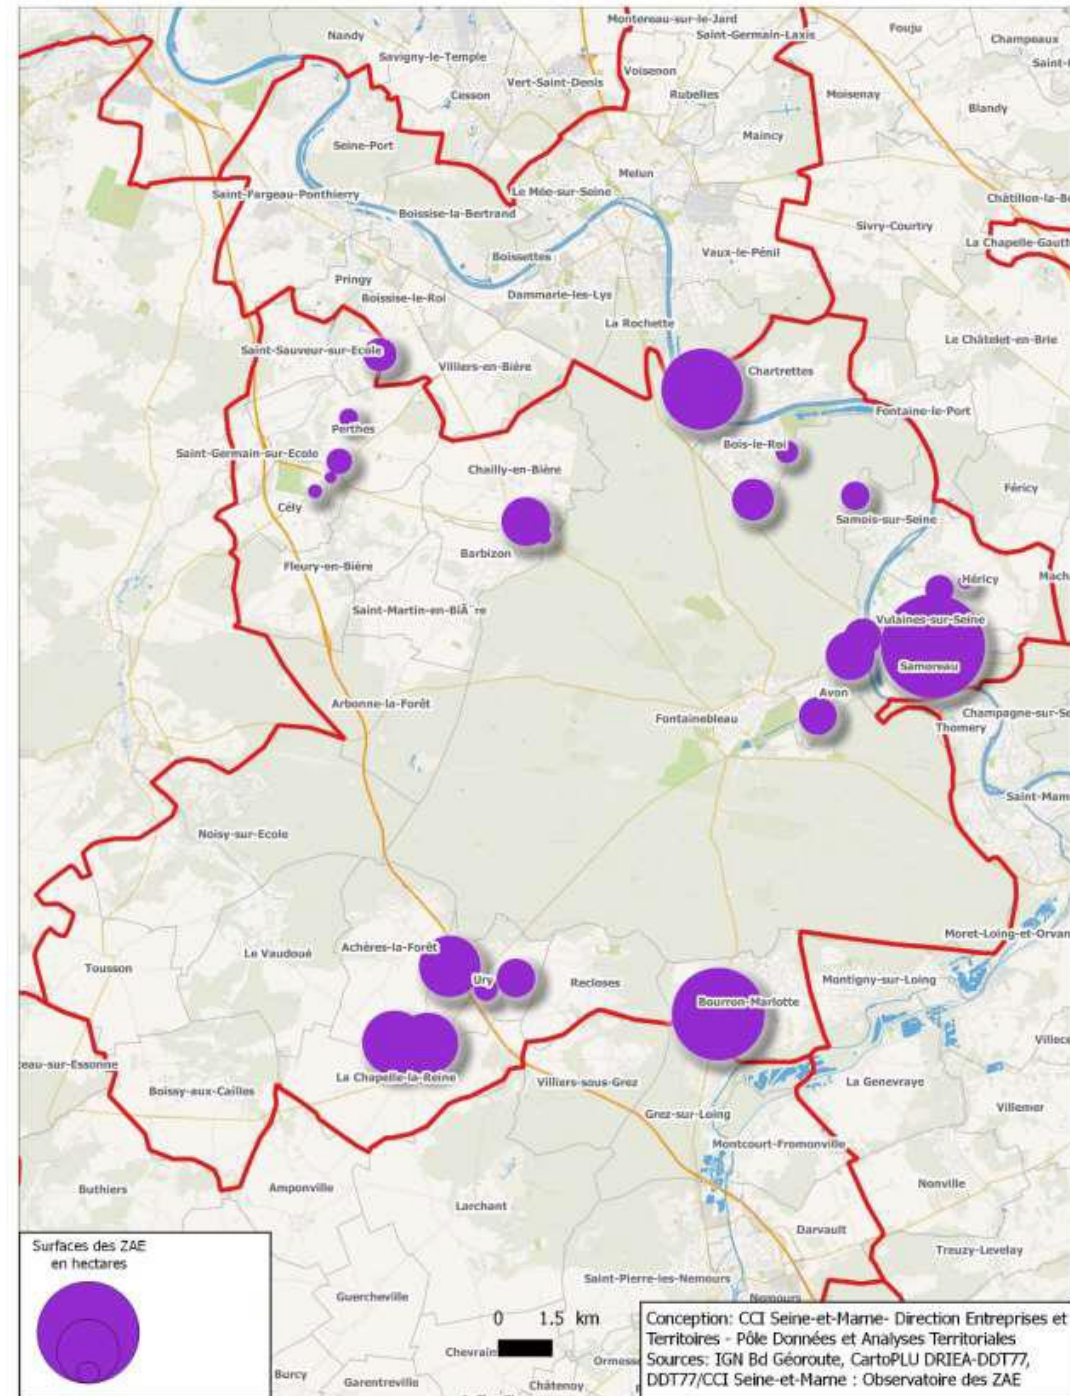 Montereau-sur-le-Jard
Fouju
Nandy
Saint-Germain-Laxis
Champeaux
Savigny-le-Temple
Voisenon
Vert-Saint-Denis
Cesson
Rubelles
Moisenay
Blandy
Maincy
Seine-Port
Melun
Le Mée-sur-Seine
Saint-Fargeau-Ponthierry
Boissise-la-Bertrand
Sivry-Courtry
La Chapelle-Gauth
Vaux-le-Pénil
Boissettes
Pringy
Boissise-le-Roi
Dammarie-les-Lys
La Rochette
Le Châtelet-en-Brie
Saint-Sauveur-sur-Ecole
Villiers-en-Bière
Chartrettes
Fontaine-le-Port
Perthes
Bois-le-Roi
Saint-Germain-sur-Ecole
Chailly-en-Bière
Féricy
Cély
Samois-sur-Seine
Barbizon
Fleury-en-Bière
Héricy
Mach
Saint-Martin-en-BiÃ¨re
Vulaines-sur-Seine
Samoreau
Avon
Arbonne-la-Forêt
Fontainebleau
Champagne-sur-Se
Thomery
Saint-Mam
Noisy-sur-Ecole
Moret-Loing-et-Orvan
Achères-la-Forêt
Le Vaudoué
Tousson
Ury
Recloses
Montigny-sur-Loing
Bourron-Marlotte
Villece
eau-sur-Essonne
La Chapelle-la-Reine
Villiers-sous-Grez
La Genevraye
Boissy-aux-Cailles
Grez-sur-Loing
Villemer
Montcourt-Fromonville
Buthiers
Amponville
Nonville
Larchant
Darvault
Treuzy-Levelay
Saint-Pierre-les-Nemours
Guercheville
Nemours
Chevrain
Ormesse
Burcy
Garentreville
Châtenoy
Surfaces des ZAE
en hectares
0 1.5 km
Conception: CCI Seine-et-Marne- Direction Entreprises et
Territoires - Pôle Données et Analyses Territoriales
Sources: IGN Bd Géoroute, CartoPLU DRIEA-DDT77,
DDT77/CCI Seine-et-Marne : Observatoire des ZAE